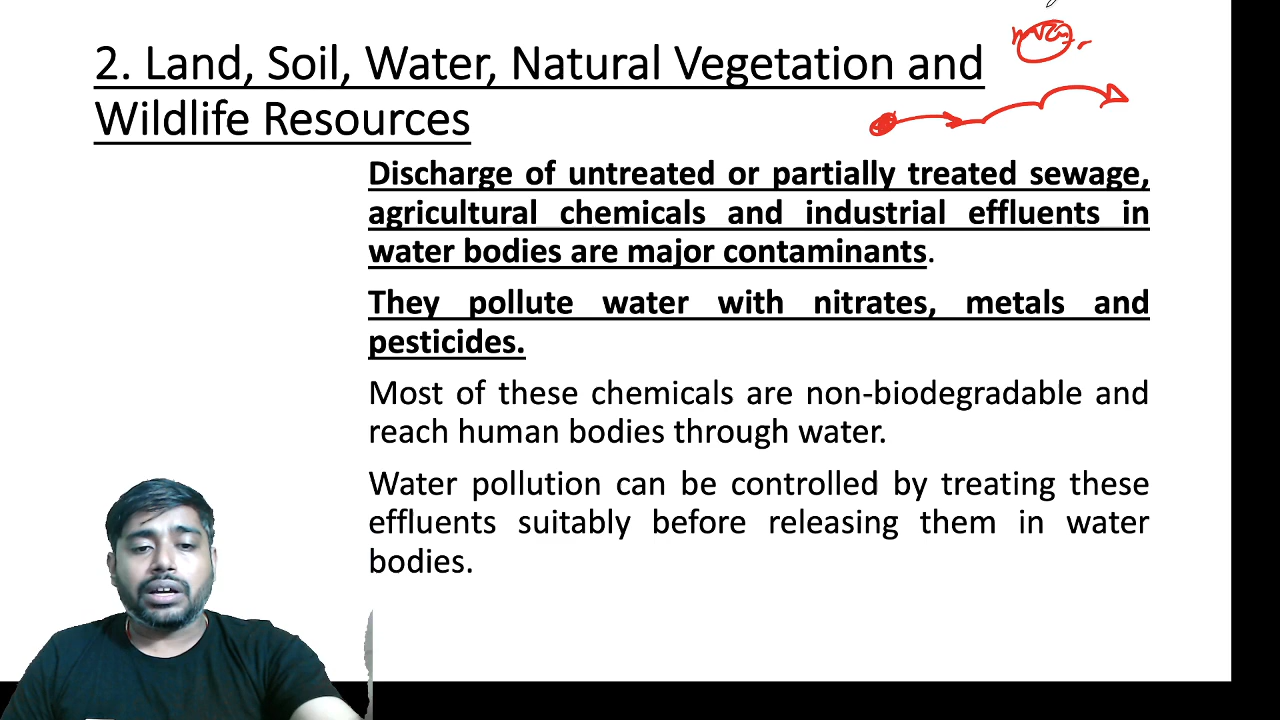 2. Land, Soil, Water, Natural Vegetation and
Wildlife Resources
Discharge of untreated or partially treated sewage,
agricultural chemicals and industrial effluents in
water bodies are major contaminants.
They pollute water with nitrates, metals and
pesticides.
Most of these chemicals are non-biodegradable and
reach human bodies through water.
Water pollution can be controlled by treating these
effluents suitably before releasing them in water
bodies.